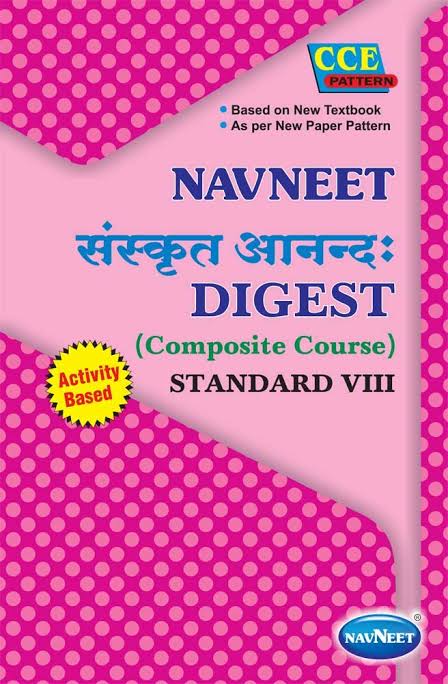 CCE
PATTERN
• Based on New Textbook
• As per New Paper Pattern
NAVNEET
संस्कृत आनन्दः
DIGEST
(Composite Course)
STANDARD VIII
Activity
Based
NAVNEET®